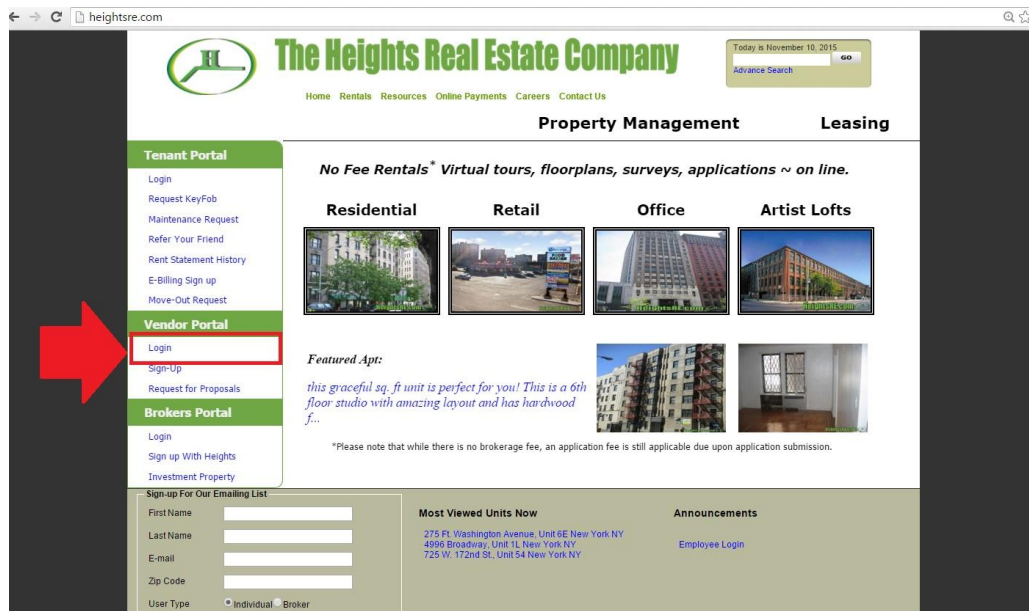 heightsre.com
The Heights Real Estate Company
Today is November 10, 2015
GO
Advance Search
Home Rentals Resources Online Payments Careers Contact Us
Property Management Leasing
Tenant Portal
Login
Request KeyFob
Maintenance Request
Refer Your Friend
Rent Statement History
E-Billing Sign up
Move-Out Request
Vendor Portal
Login
Sign-Up
Request for Proposals
Brokers Portal
Login
Sign up With Heights
Investment Property
No Fee Rentals* Virtual tours, floorplans, surveys, applications ~ on line.
Residential Retail Office Artist Lofts
HeightsRE.com
HeightsRE.com
HeightsRE.com
Featured Apt:
this graceful sq. ft unit is perfect for you! This is a 6th
floor studio with amazing layout and has hardwood
f...
*Please note that while there is no brokerage fee, an application fee is still applicable due upon application submission.
Sign-up For Our Emailing List
First Name
Last Name
E-mail
Zip Code
User Type Individual Broker
Most Viewed Units Now
275 Ft. Washington Avenue, Unit 6E New York NY
4996 Broadway, Unit 1L New York NY
725 W. 172nd St., Unit 54 New York NY
Announcements
Employee Login